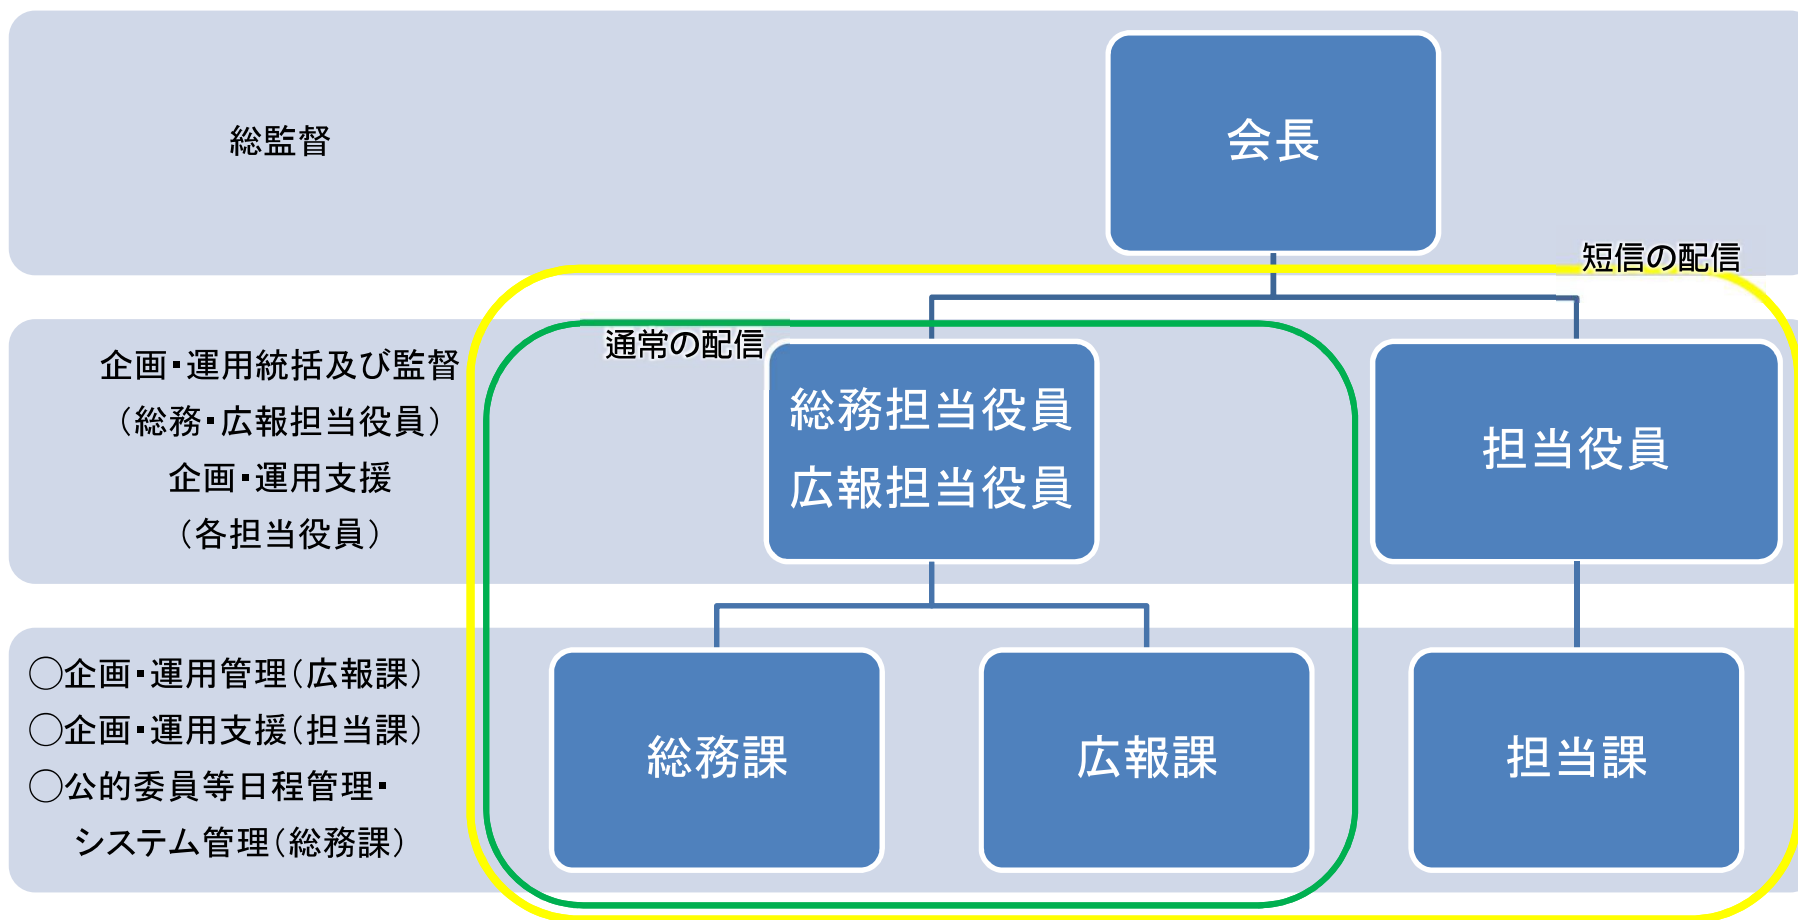 総監督
会長
短信の配信
通常の配信
企画・運用統括及び監督
（総務・広報担当役員）
企画・運用支援
（各担当役員）
総務担当役員
広報担当役員
担当役員
◯企画・運用管理（広報課）
◯企画・運用支援（担当課）
◯公的委員等日程管理・
システム管理（総務課）
総務課
広報課
担当課